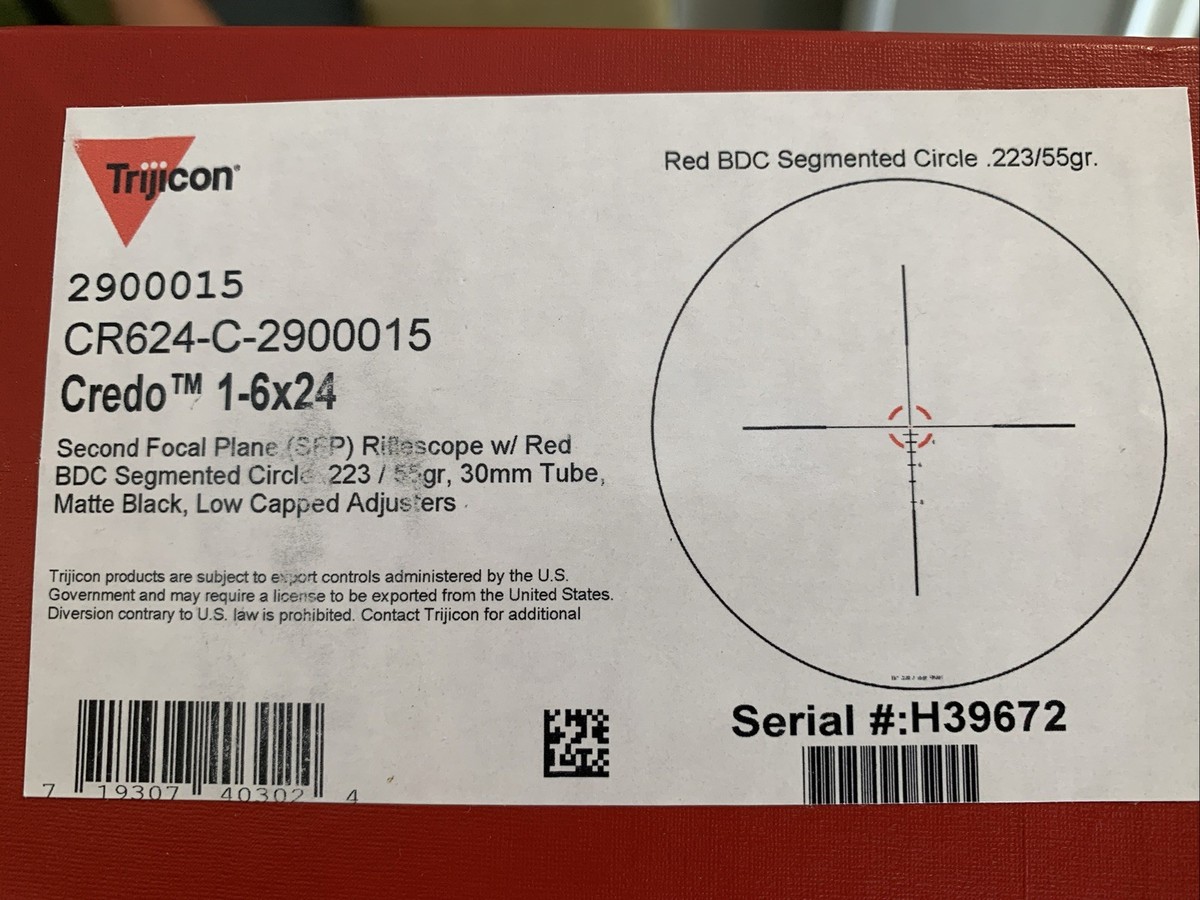 Trijicon®
2900015
CR624-C-2900015
Credo™ 1-6x24
Second Focal Plane (SFP) Riflescope w/ Red
BDC Segmented Circle .223 / 55gr, 30mm Tube,
Matte Black, Low Capped Adjusters
Trijicon products are subject to export controls administered by the U.S.
Government and may require a license to be exported from the United States.
Diversion contrary to U.S. law is prohibited. Contact Trijicon for additional
7 19307 40302 4
Red BDC Segmented Circle .223/55gr.
4
6
8
Serial #:H39672